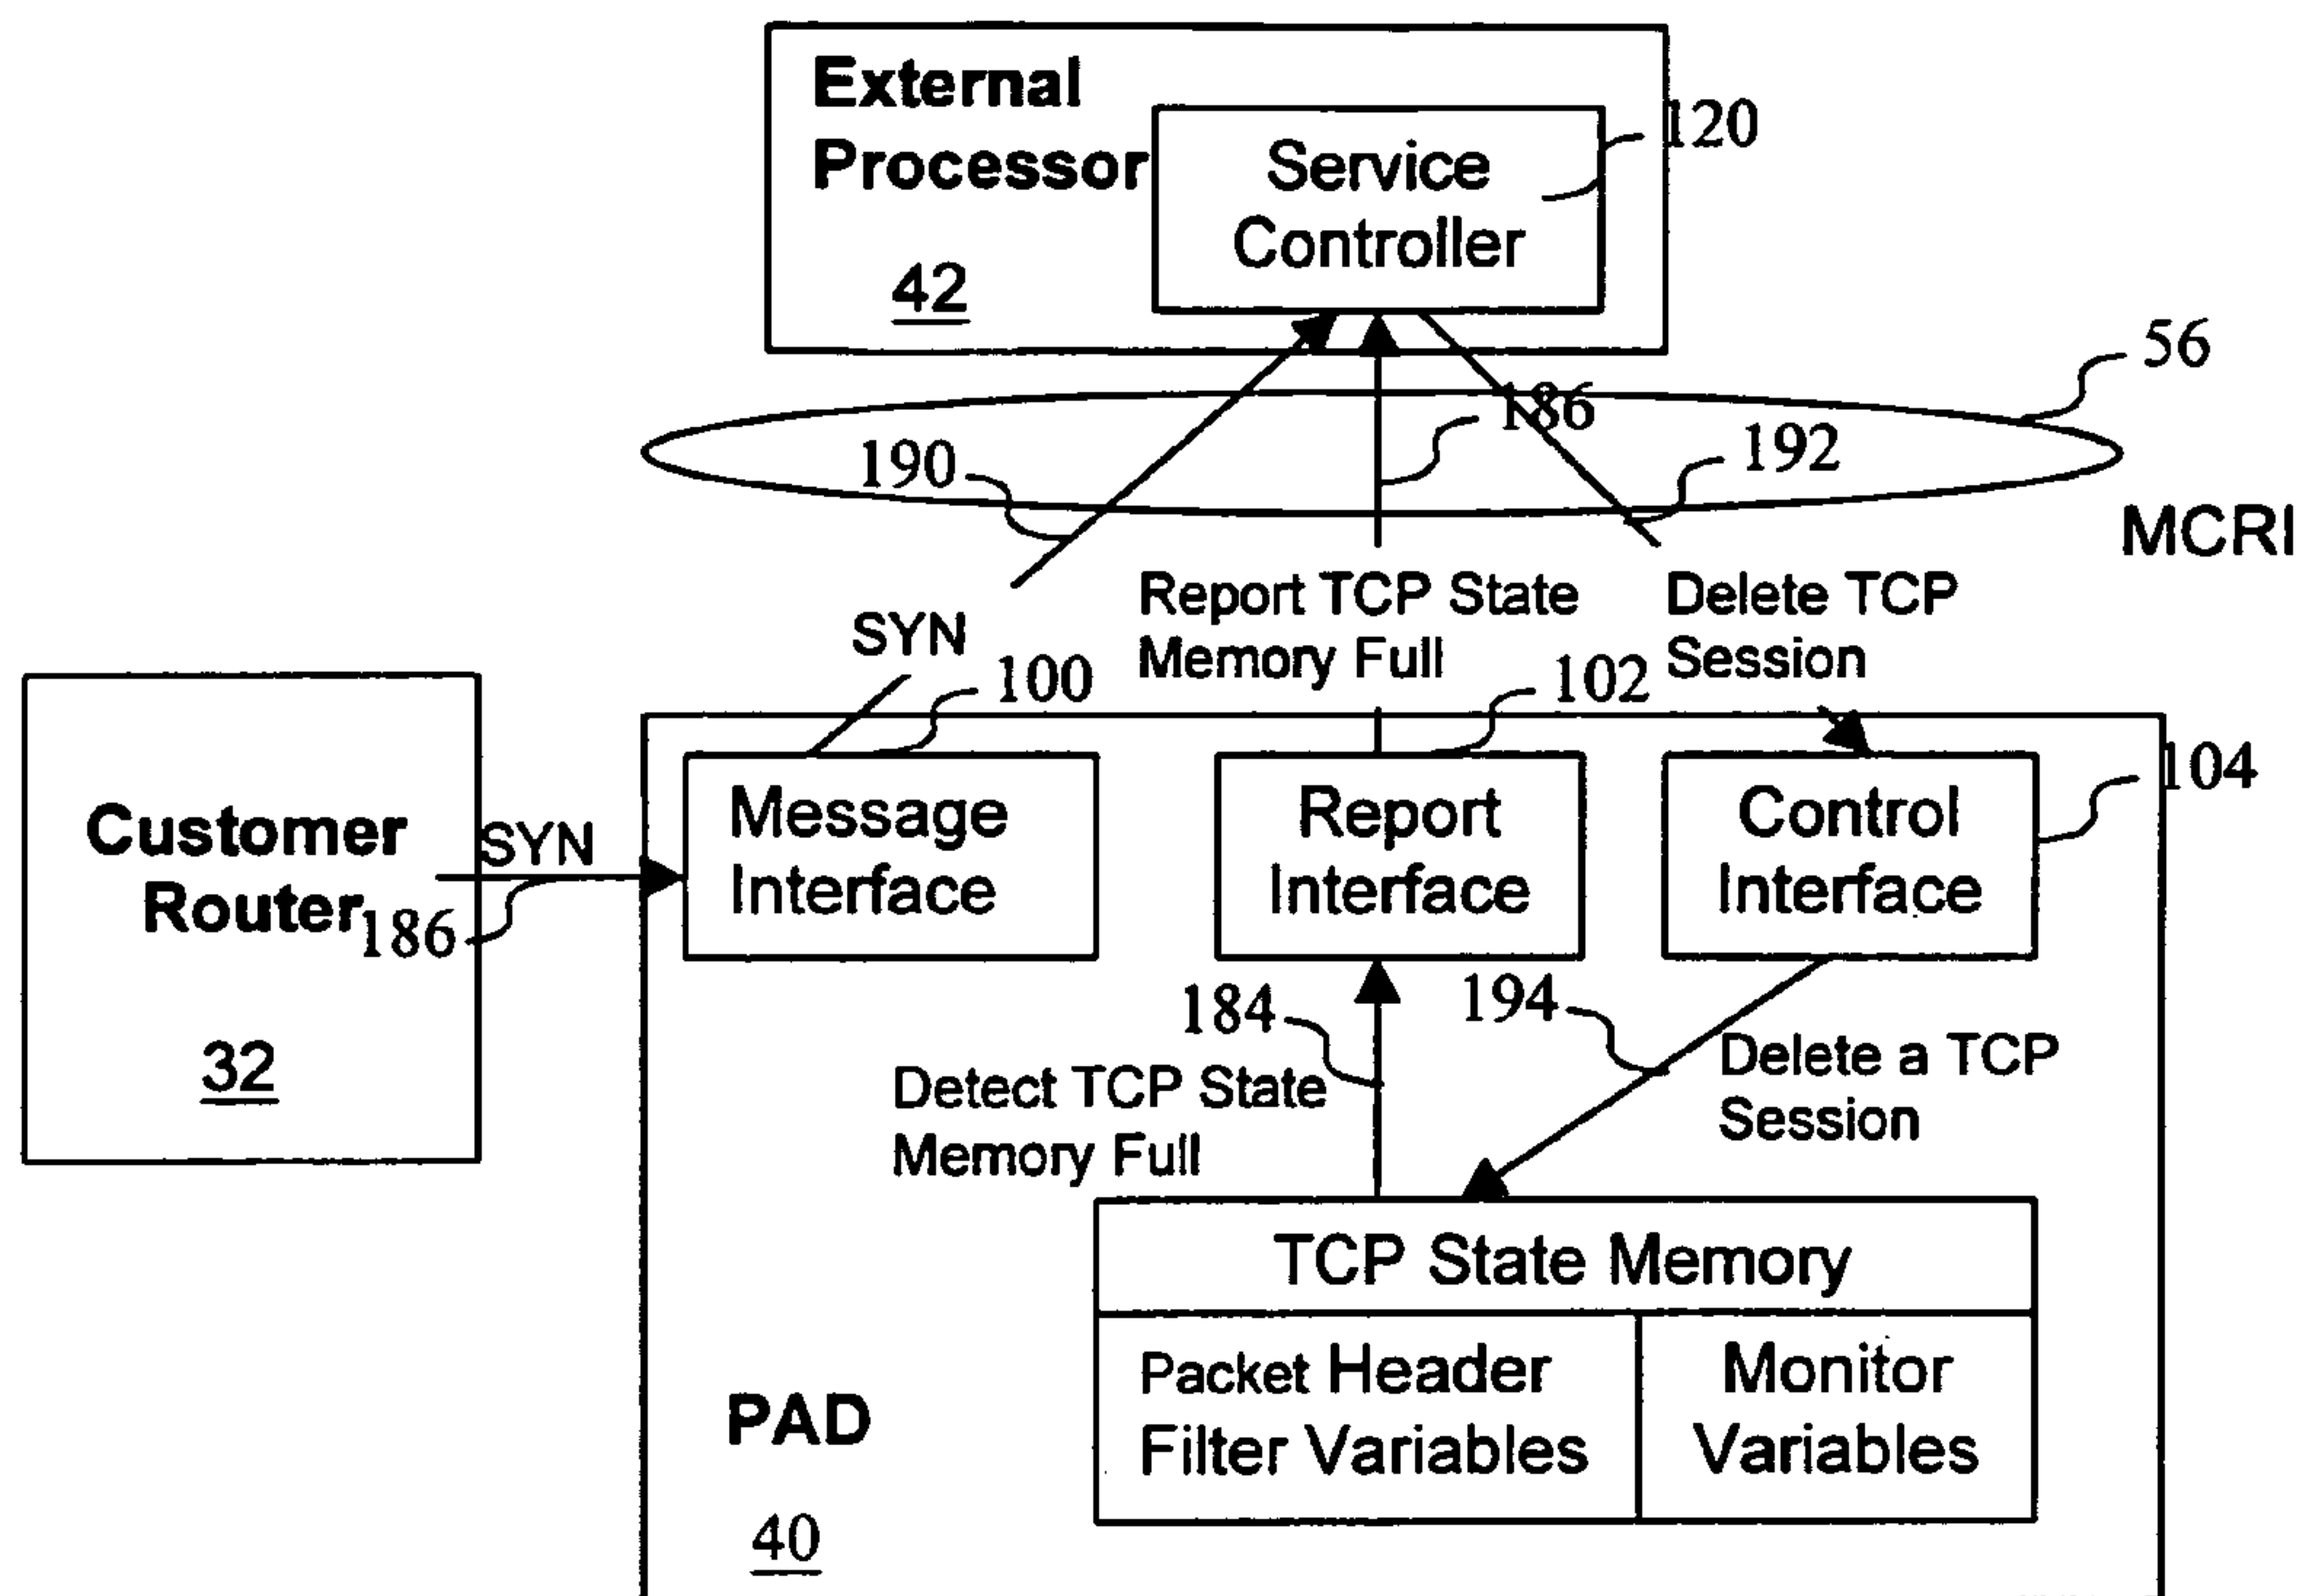 External
Processor
42
Service
Controller
120
56
186
190
192
MCRI
SYN
Report TCP State
Memory Full
Delete TCP
Session
100
102
104
Customer
Router
32
SYN
186
Message
Interface
Report
Interface
Control
Interface
184
194
Detect TCP State
Memory Full
Delete a TCP
Session
TCP State Memory
Packet Header
Filter Variables
Monitor
Variables
PAD
40